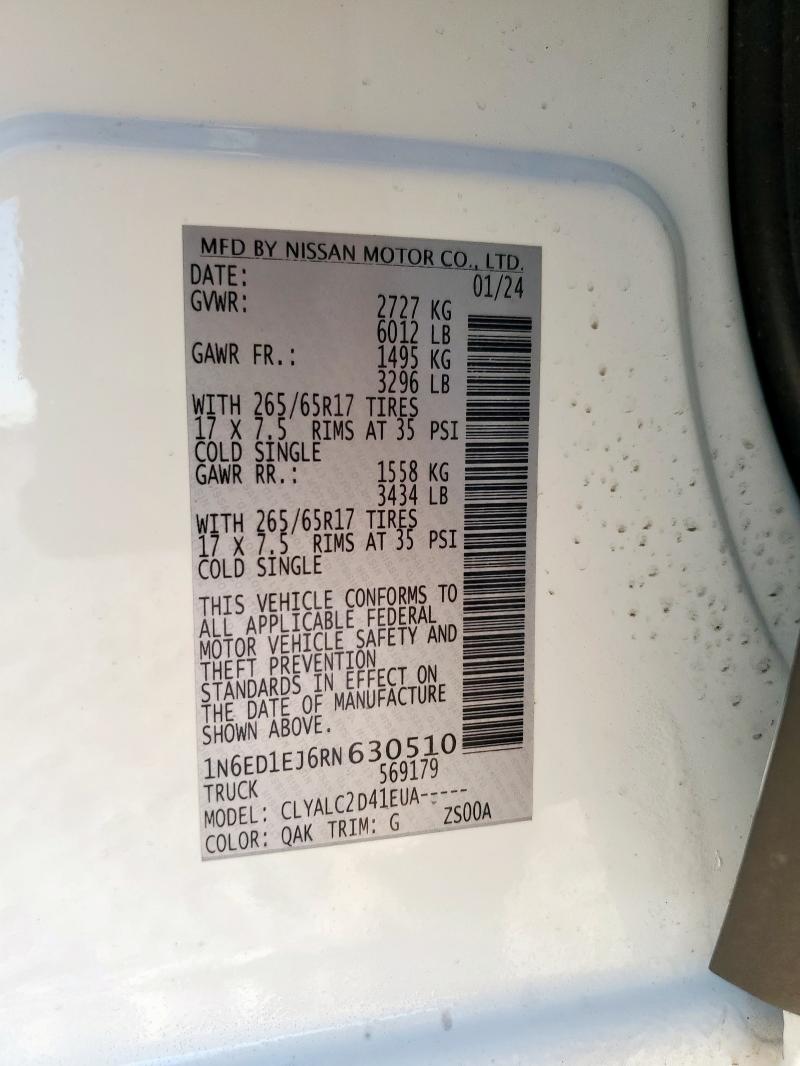 MFD BY NISSAN MOTOR CO., LTD.
DATE: 01/24
GVWR: 2727 KG
6012 LB
GAWR FR.: 1495 KG
3296 LB
WITH 265/65R17 TIRES
17 X 7.5 RIMS AT 35 PSI
COLD SINGLE
GAWR RR.: 1558 KG
3434 LB
WITH 265/65R17 TIRES
17 X 7.5 RIMS AT 35 PSI
COLD SINGLE
THIS VEHICLE CONFORMS TO
ALL APPLICABLE FEDERAL
MOTOR VEHICLE SAFETY AND
THEFT PREVENTION
STANDARDS IN EFFECT ON
THE DATE OF MANUFACTURE
SHOWN ABOVE.
1N6ED1EJ6RN630510
569179
TRUCK
MODEL: CLYALC2D41EUA-----
COLOR: QAK TRIM: G ZS00A